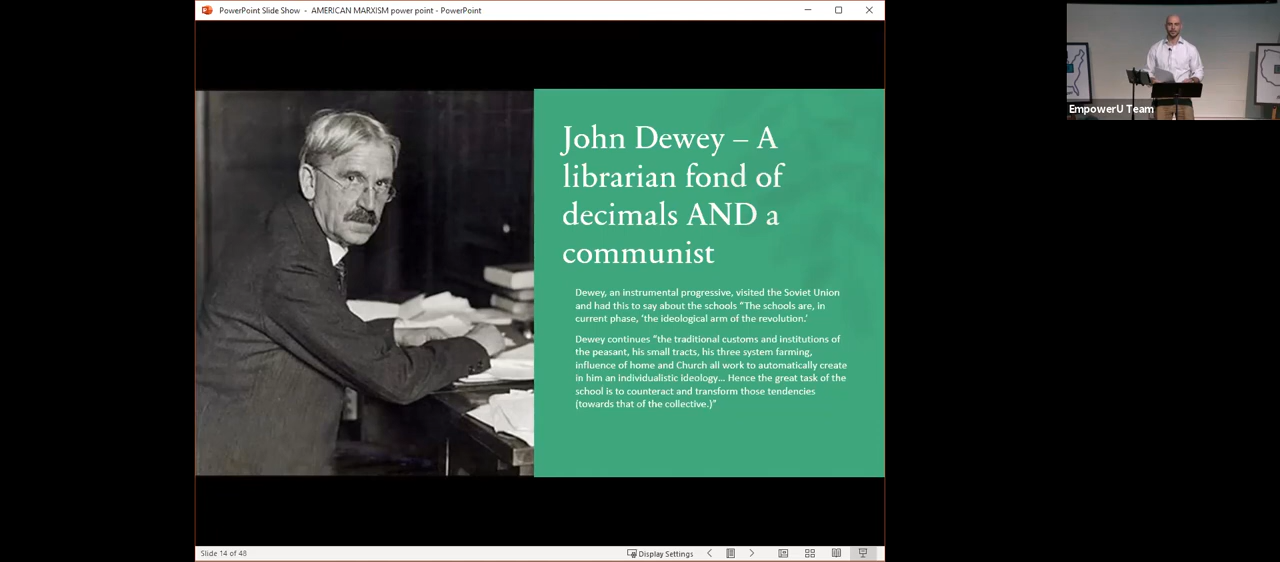 PowerPoint Slide Show - AMERICAN MARXISM power point - PowerPoint
EmpowerU Team
John Dewey – A
librarian fond of
decimals AND a
communist
Dewey, an instrumental progressive, visited the Soviet Union
and had this to say about the schools “The schools are, in
current phase, ‘the ideological arm of the revolution.’
Dewey continues “the traditional customs and institutions of
the peasant, his small tracts, his three system farming,
influence of home and Church all work to automatically create
in him an individualistic ideology... Hence the great task of the
school is to counteract and transform those tendencies
(towards that of the collective.)”
Slide 14 of 48
Display Settings